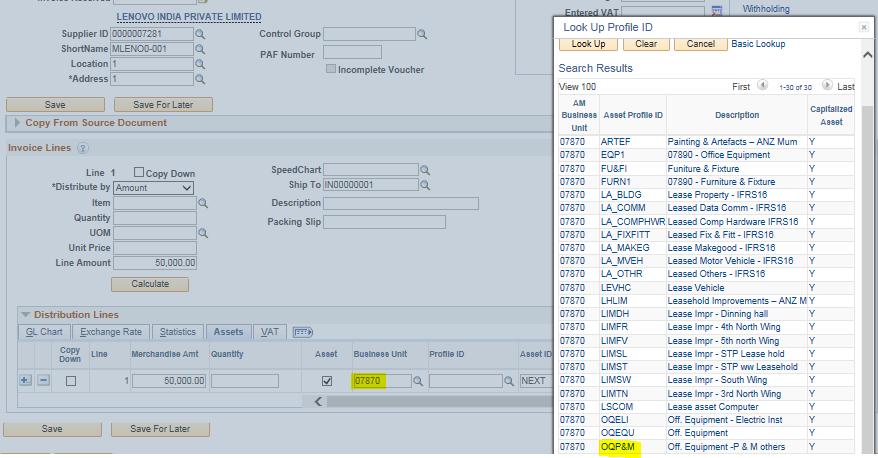 Invoice Received
LENOVO INDIA PRIVATE LIMITED
Supplier ID 0000007281 Control Group
ShortName MLENO0-001 PAF Number
Location 1 Incomplete Voucher
*Address 1
Save Save For Later
Copy From Source Document
Invoice Lines
Line 1 Copy Down SpeedChart
*Distribute by Amount Ship To IN00000001
Item Description
Quantity Packing Slip
UOM
Unit Price
Line Amount 50,000.00
Calculate
Distribution Lines
GL Chart Exchange Rate Statistics Assets VAT
Copy Down Line Merchandise Amt Quantity Asset Business Unit Profile ID Asset ID
1 50,000.00 07870 NEXT
Save Save For Later
Entered VAT
Withholding
Look Up Profile ID
Look Up Clear Cancel Basic Lookup
Search Results
View 100 First 1-30 of 30 Last
AM Business Unit Asset Profile ID Description Capitalized Asset
07870 ARTEF Painting & Artefacts – ANZ Mum Y
07870 EQP1 07890 - Office Equipment Y
07870 FU&FI Funiture & Fixture Y
07870 FURN1 07890 - Furniture & Fixture Y
07870 LA_BLDG Lease Property - IFRS16 Y
07870 LA_COMM Leased Data Comm - IFRS16 Y
07870 LA_COMPHWR Leased Comp Hardware IFRS16 Y
07870 LA_FIXFITT Leased Fix & Fitt - IFRS16 Y
07870 LA_MAKEG Lease Makegood - IFRS16 Y
07870 LA_MVEH Leased Motor Vehicle - IFRS16 Y
07870 LA_OTHR Leased Others - IFRS16 Y
07870 LEVHC Lease Vehicle Y
07870 LHLIM Leasehold Improvements – ANZ M Y
07870 LIMDH Lease Impr - Dinning hall Y
07870 LIMFR Lease Impr - 4th North Wing Y
07870 LIMFV Lease Impr - 5th north Wing Y
07870 LIMSL Lease Impr - STP Lease hold Y
07870 LIMST Lease Impr - STP ww Leasehold Y
07870 LIMSW Lease Impr - South Wing Y
07870 LIMTN Lease Impr - 3rd North Wing Y
07870 LSCOM Lease asset Computer Y
07870 OQELI Off. Equipment - Electric Inst Y
07870 OQEQU Off. Equipment Y
07870 OQP&M Off. Equipment -P & M others Y